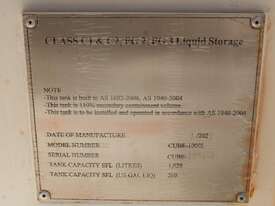 CLASS C1 & C2, PG 2, PG 3 Liquid Storage
NOTE
-This tank is built to AS 1692-2006, AS 1940-2004
-This tank is 110% secondary containment volume
-This tank is to be identified and operated in accordance with AS 1940-2004
DATE OF MANUFACTURE
MODEL NUMBER
SERIAL NUMBER
TANK CAPACITY SFL (LITRES)
TANK CAPACITY SFL (US GAL LIQ)